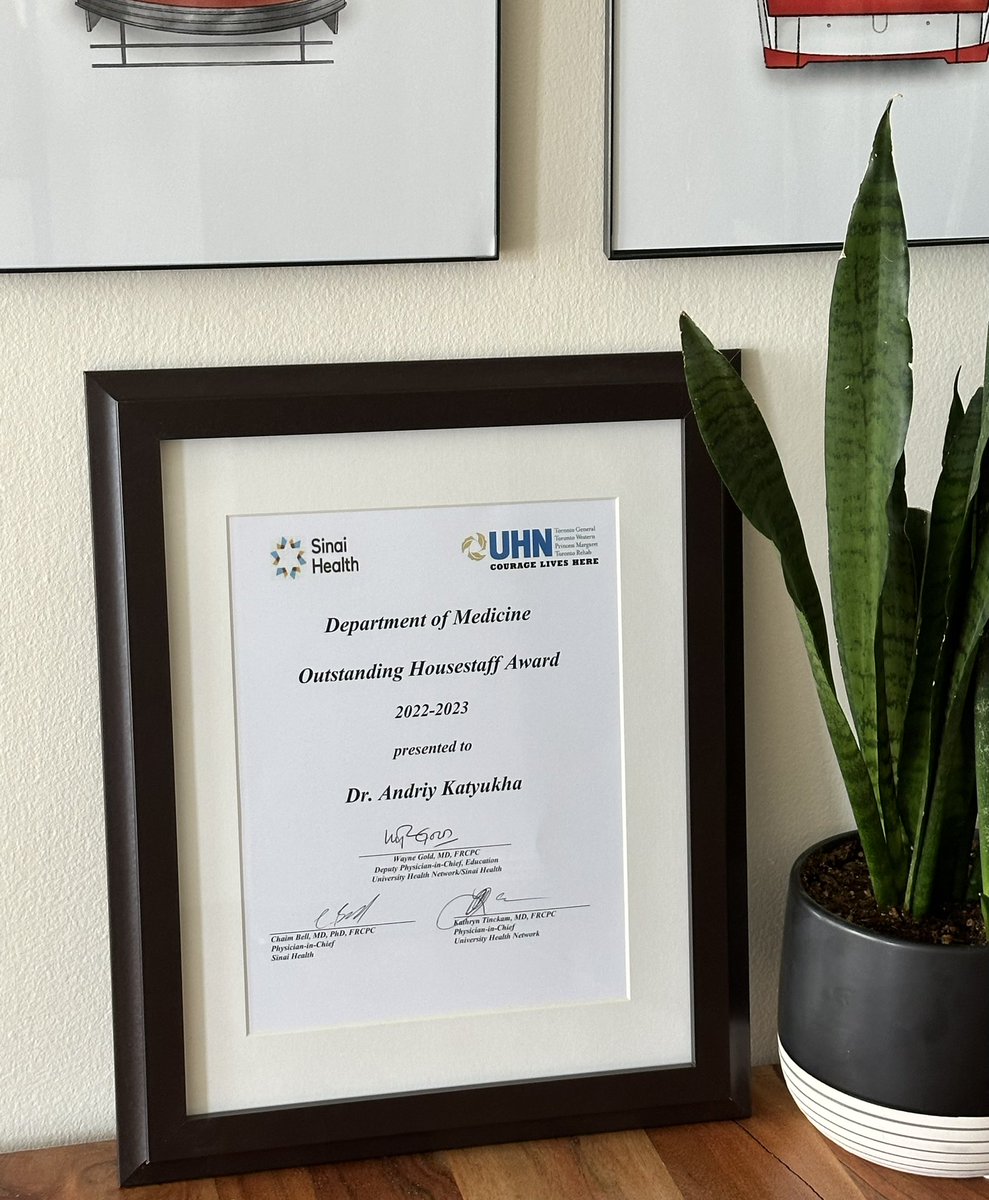 Sinai
Health
UHN
Toronto General
Toronto Western
Princess Margaret
Toronto Rehab
COURAGE LIVES HERE
Department of Medicine
Outstanding Housestaff Award
2022-2023
presented to
Dr. Andriy Katyukha
Wayne Gold, MD, FRCPC
Deputy Physician-in-Chief, Education
University Health Network/Sinai Health
Chaim Bell, MD, PhD, FRCPC
Physician-in-Chief
Sinai Health
Kathryn Tinckam, MD, FRCPC
Physician-in-Chief
University Health Network